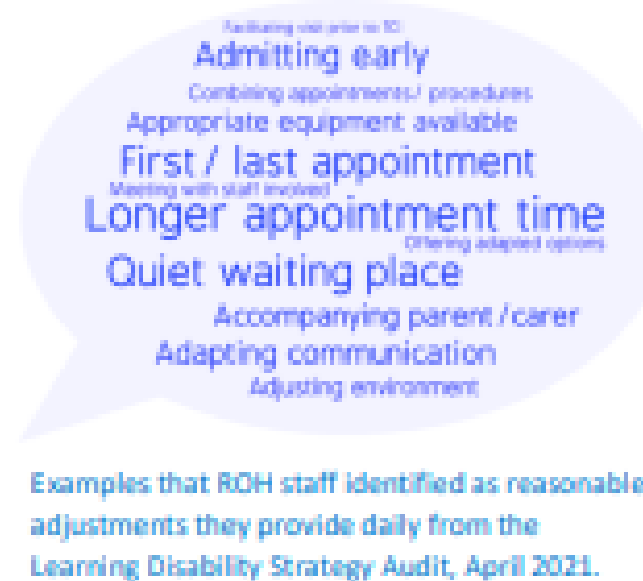 Facilitating visit prior to TCI
Admitting early
Combining appointments/ procedures
Appropriate equipment available
First / last appointment
Meeting with staff involved
Longer appointment time
Offering adapted options
Quiet waiting place
Accompanying parent /carer
Adapting communication
Adjusting environment
Examples that ROH staff identified as reasonable
adjustments they provide daily from the
Learning Disability Strategy Audit, April 2021.